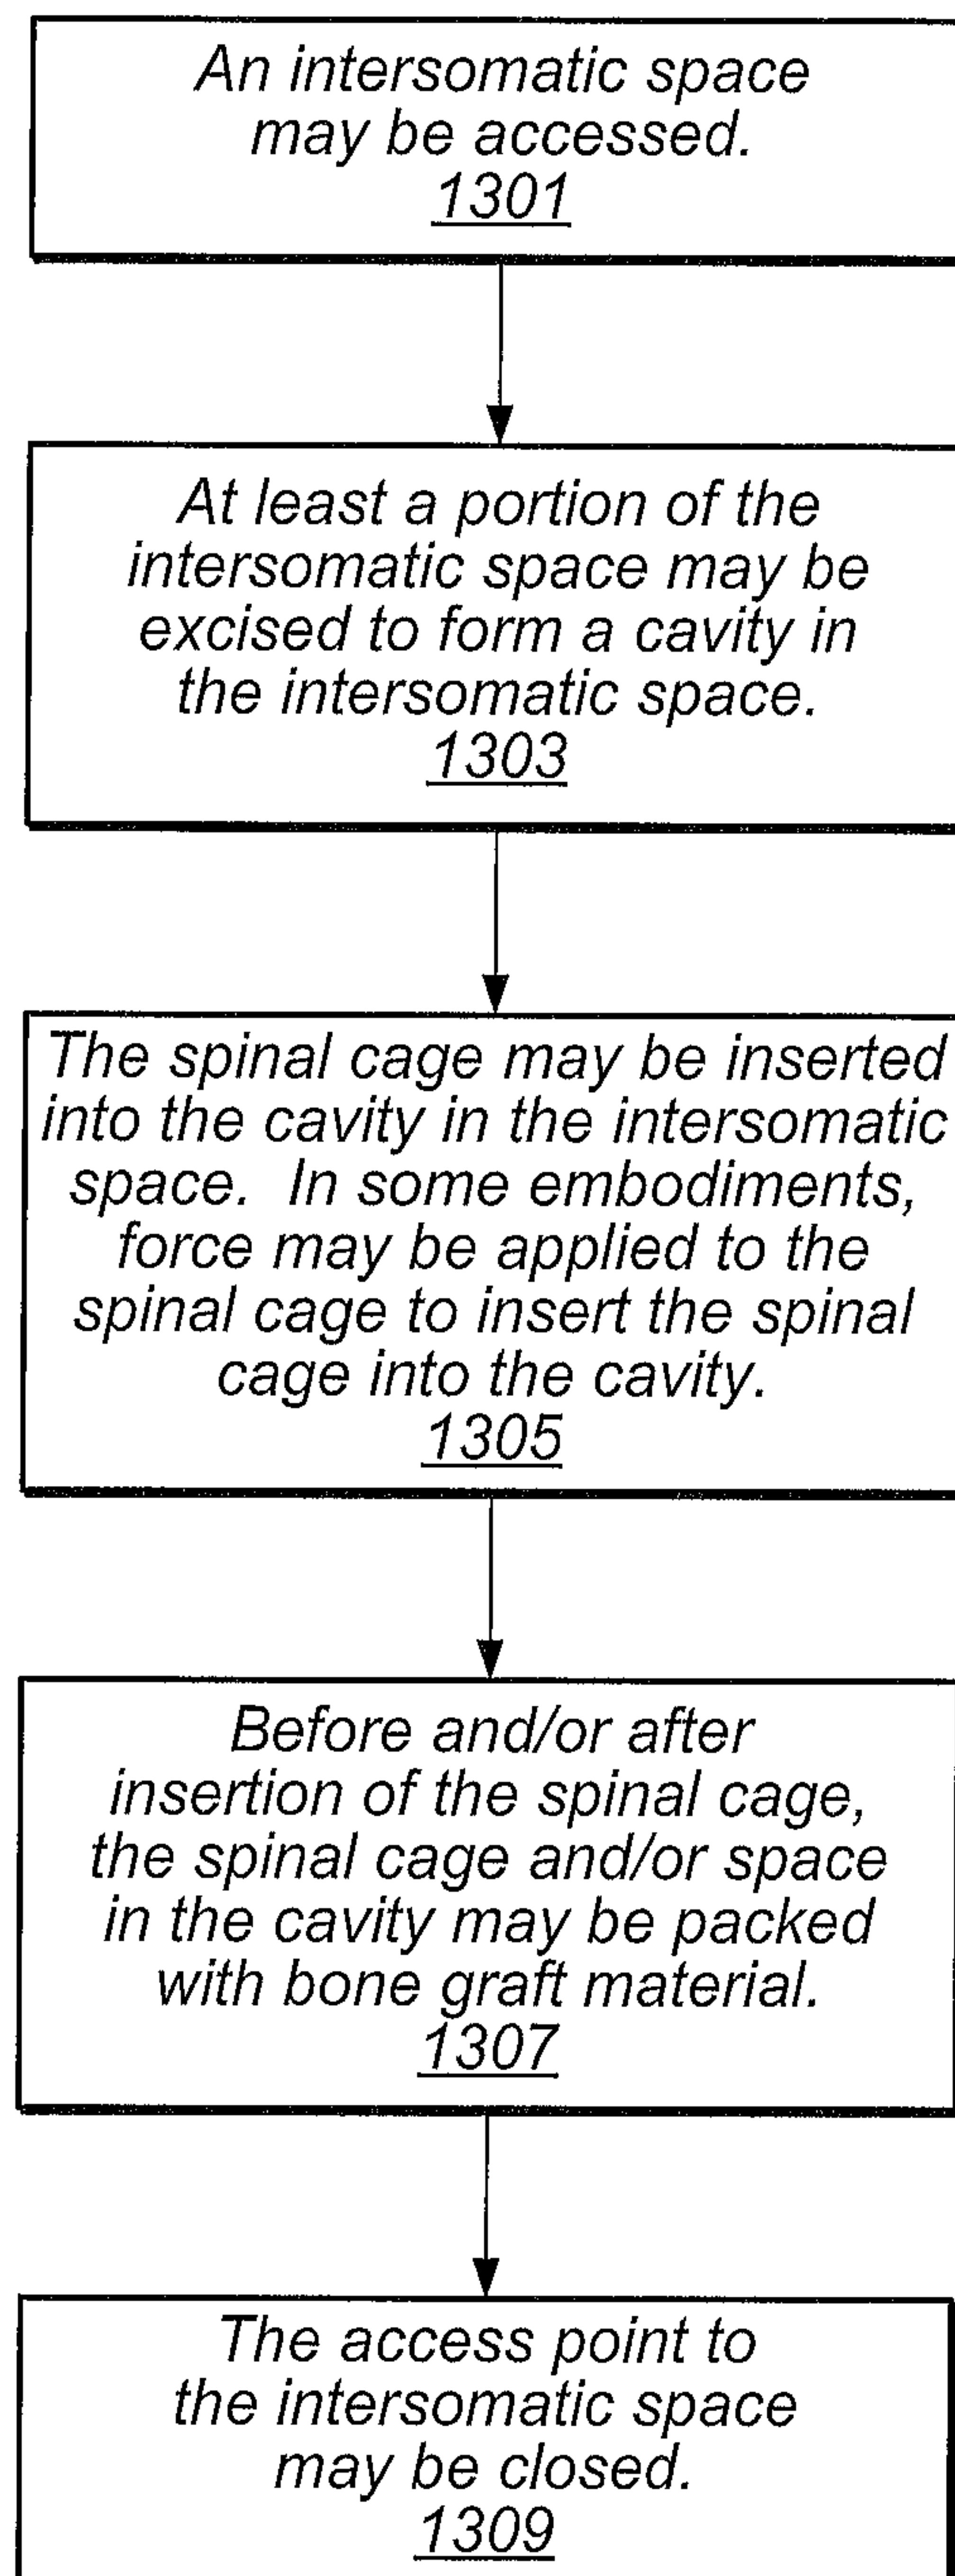 An intersomatic space
may be accessed.
1301
At least a portion of the
intersomatic space may be
excised to form a cavity in
the intersomatic space.
1303
The spinal cage may be inserted
into the cavity in the intersomatic
space.  In some embodiments,
force may be applied to the
spinal cage to insert the spinal
cage into the cavity.
1305
Before and/or after
insertion of the spinal cage,
the spinal cage and/or space
in the cavity may be packed
with bone graft material.
1307
The access point to
the intersomatic space
may be closed.
1309